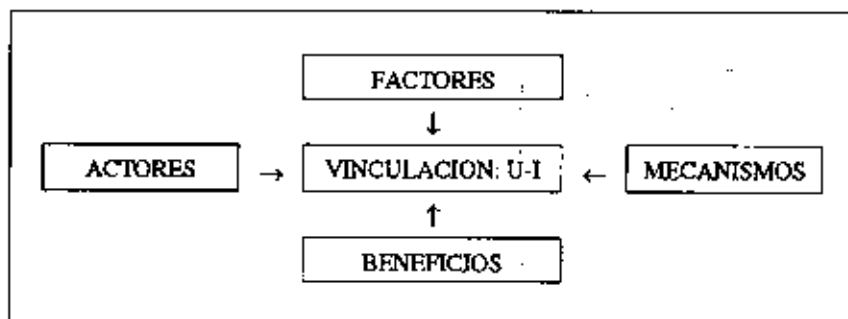 FACTORES
ACTORES → VINCULACION: U-I ← MECANISMOS
BENEFICIOS